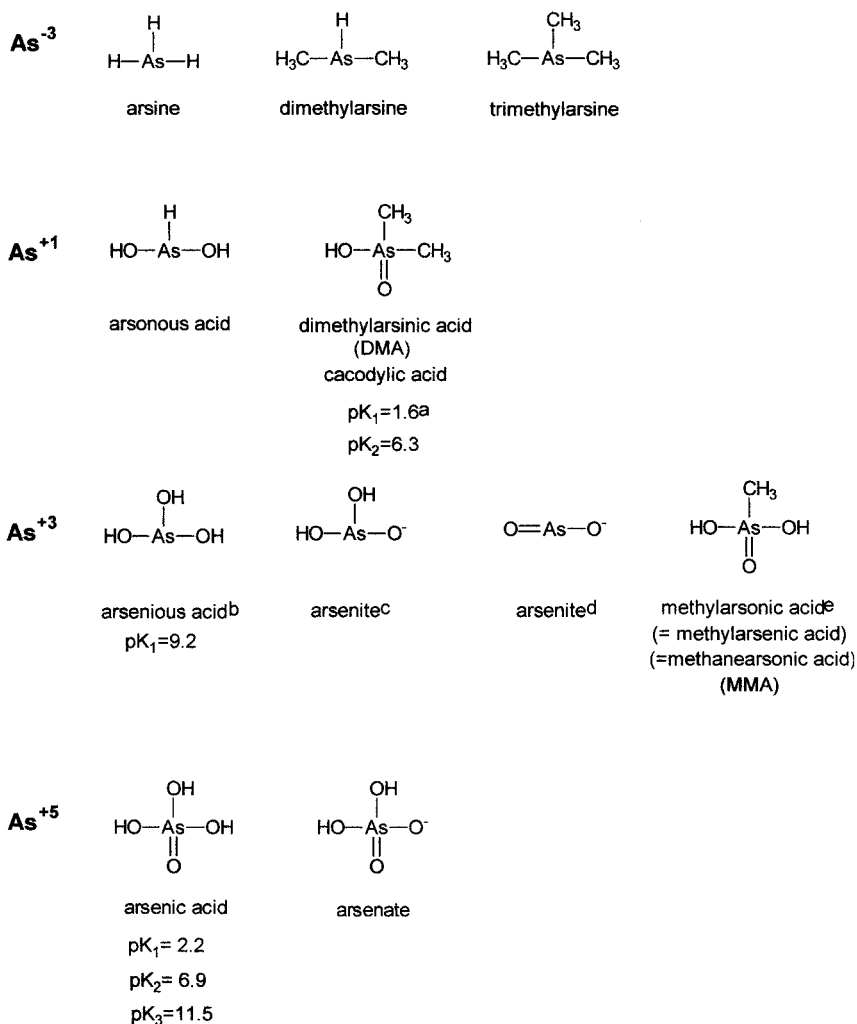 As-3
H
H—As—H
arsine
H
H3C—As—CH3
dimethylarsine
CH3
H3C—As—CH3
trimethylarsine
As+1
H
HO—As—OH
arsonous acid
CH3
HO—As—CH3
O
dimethylarsinic acid
(DMA)
cacodylic acid
pK1=1.6a
pK2=6.3
As+3
OH
HO—As—OH
arsenious acidb
pK1=9.2
OH
HO—As—O-
arsenitec
O=As—O-
arsenited
CH3
HO—As—OH
O
methylarsonic acide
(= methylarsenic acid)
(=methanearsonic acid)
(MMA)
As+5
OH
HO—As—OH
O
arsenic acid
pK1= 2.2
pK2= 6.9
pK3=11.5
OH
HO—As—O-
O
arsenate